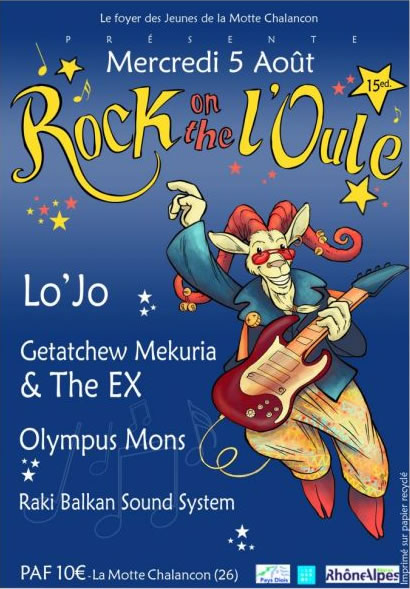 Le foyer des Jeunes de la Motte Chalancon
PRÉSENTE
Mercredi 5 Août
15ed.
Rock on the l'Oule
Lo'Jo
Getatchew Mekuria
& The EX
Olympus Mons
Raki Balkan Sound System
PAF 10€ - La Motte Chalancon (26)
Pays Diois
RhôneAlpes
Imprimé sur papier recyclé